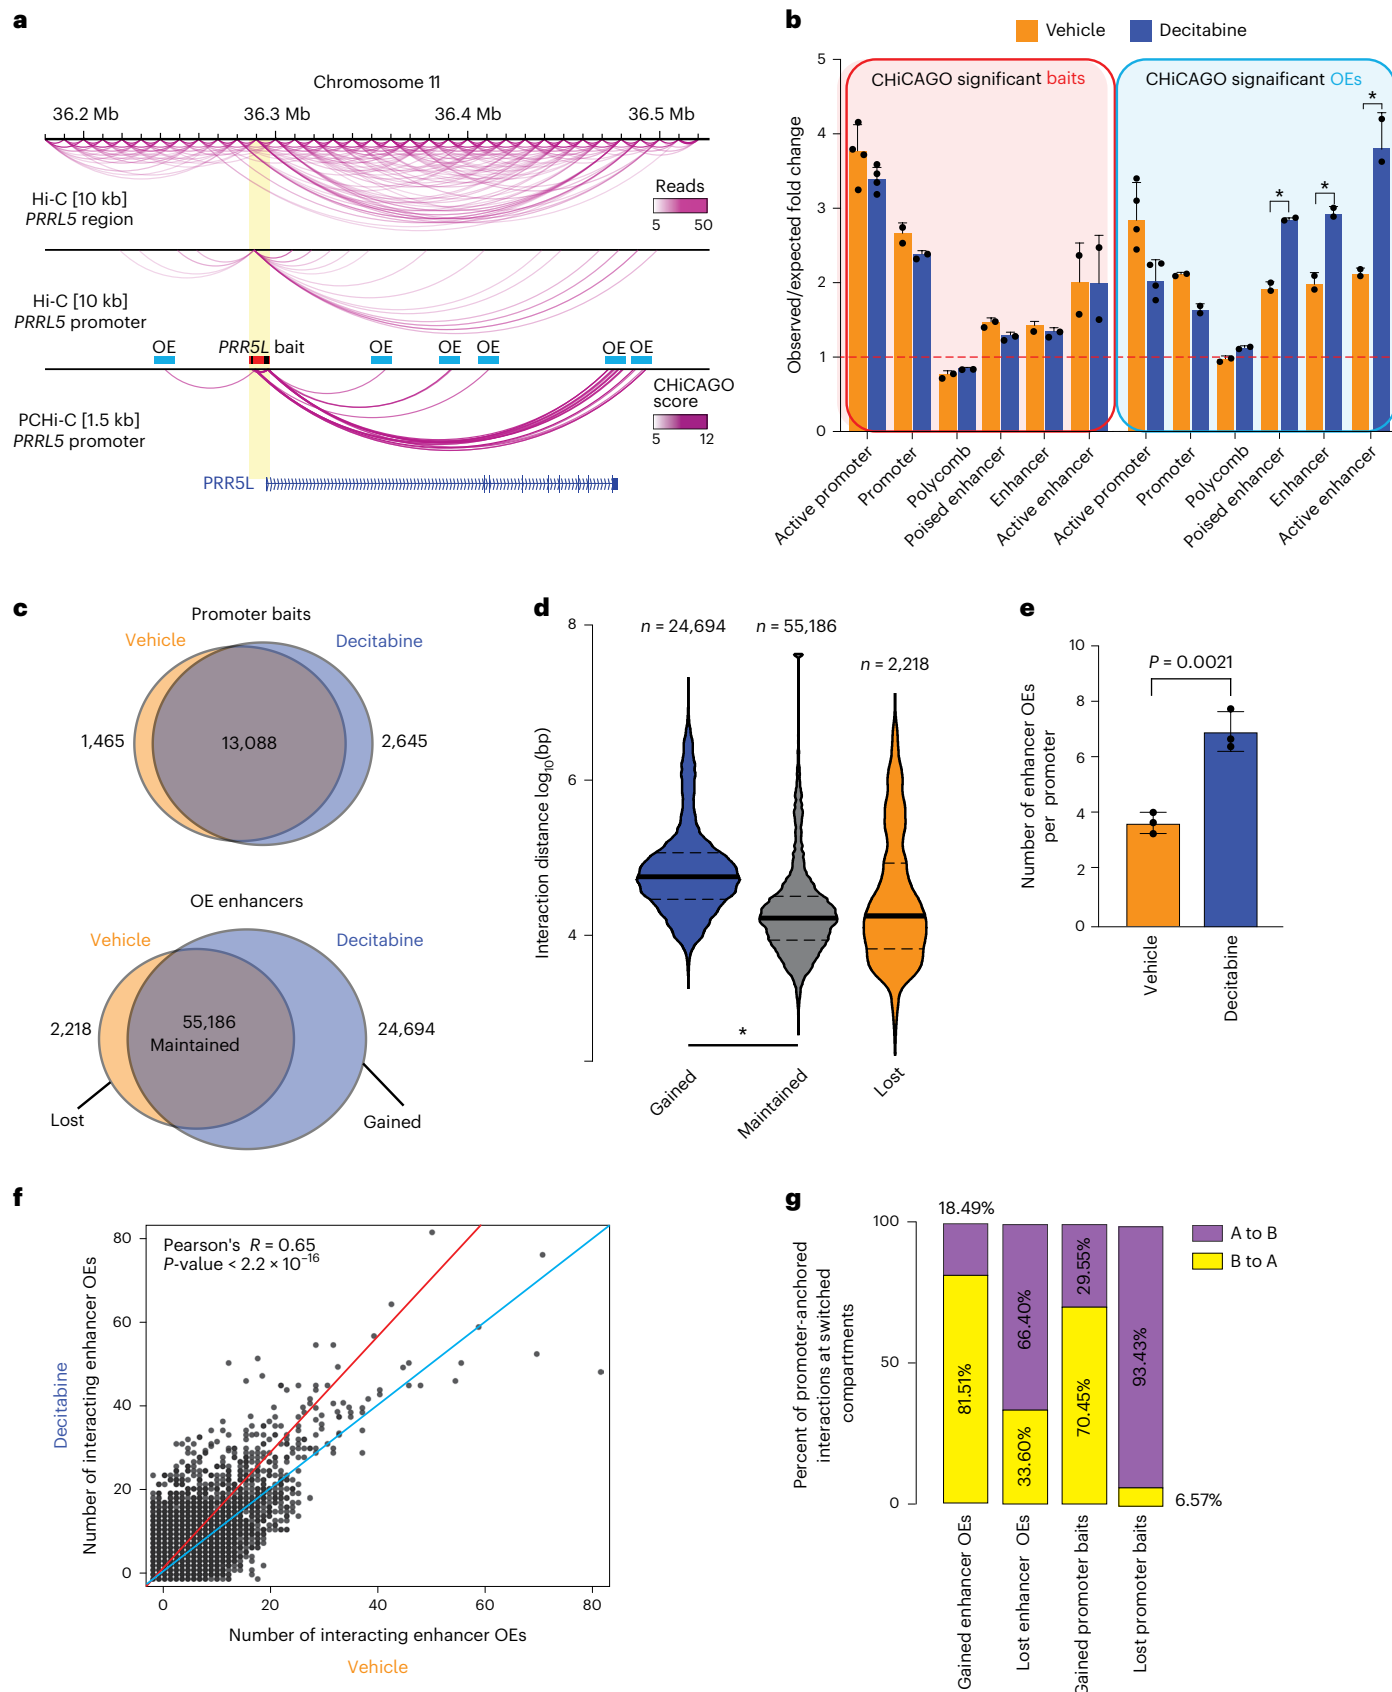 a
Chromosome 11
36.2 Mb 36.3 Mb 36.4 Mb 36.5 Mb
Hi-C [10 kb]
PRRL5 region
Reads
5 50
Hi-C [10 kb]
PRRL5 promoter
OE PRR5L bait OE OE OE OE OE
PCHi-C [1.5 kb]
PRRL5 promoter
CHiCAGO
score
5 12
PRR5L
b
Vehicle Decitabine
Observed/expected fold change
5
4
3
2
1
0
CHiCAGO significant baits
CHiCAGO signaificant OEs
* * *
Active promoter
Promoter
Polycomb
Poised enhancer
Enhancer
Active enhancer
Active promoter
Promoter
Polycomb
Poised enhancer
Enhancer
Active enhancer
c
Promoter baits
Vehicle Decitabine
1,465 13,088 2,645
OE enhancers
Vehicle Decitabine
2,218 55,186 24,694
Maintained
Lost Gained
d
Interaction distance log10(bp)
8
6
4
n = 24,694 n = 55,186
n = 2,218
*
Gained
Maintained
Lost
e
Number of enhancer OEs
per promoter
10
8
6
4
2
0
P = 0.0021
Vehicle
Decitabine
f
Decitabine
Number of interacting enhancer OEs
80
60
40
20
0
Pearson's R = 0.65
P-value < 2.2 × 10−16
0 20 40 60 80
Number of interacting enhancer OEs
Vehicle
g
Percent of promoter-anchored
interactions at switched
compartments
100
50
0
18.49%
81.51%
66.40%
33.60%
29.55%
70.45%
93.43%
6.57%
A to B
B to A
Gained enhancer OEs
Lost enhancer OEs
Gained promoter baits
Lost promoter baits